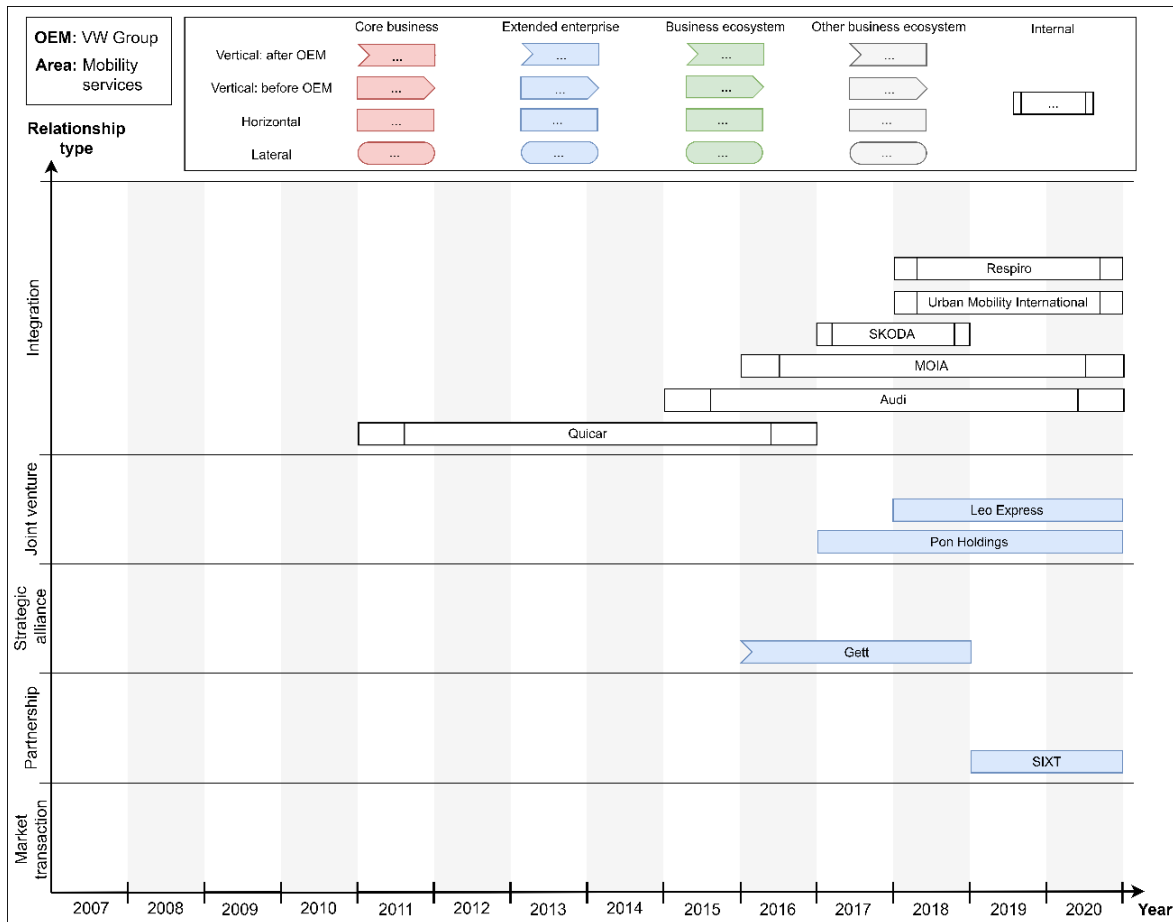 OEM: VW Group
Area: Mobility
services
Core business
Extended enterprise
Business ecosystem
Other business ecosystem
Internal
Vertical: after OEM
...
...
...
...
Vertical: before OEM
...
...
...
...
...
Horizontal
...
...
...
...
Lateral
...
...
...
...
Relationship
type
Integration
Respiro
Urban Mobility International
SKODA
MOIA
Audi
Quicar
Joint venture
Leo Express
Pon Holdings
Strategic
alliance
Gett
Partnership
SIXT
Market
transaction
2007
2008
2009
2010
2011
2012
2013
2014
2015
2016
2017
2018
2019
2020
Year